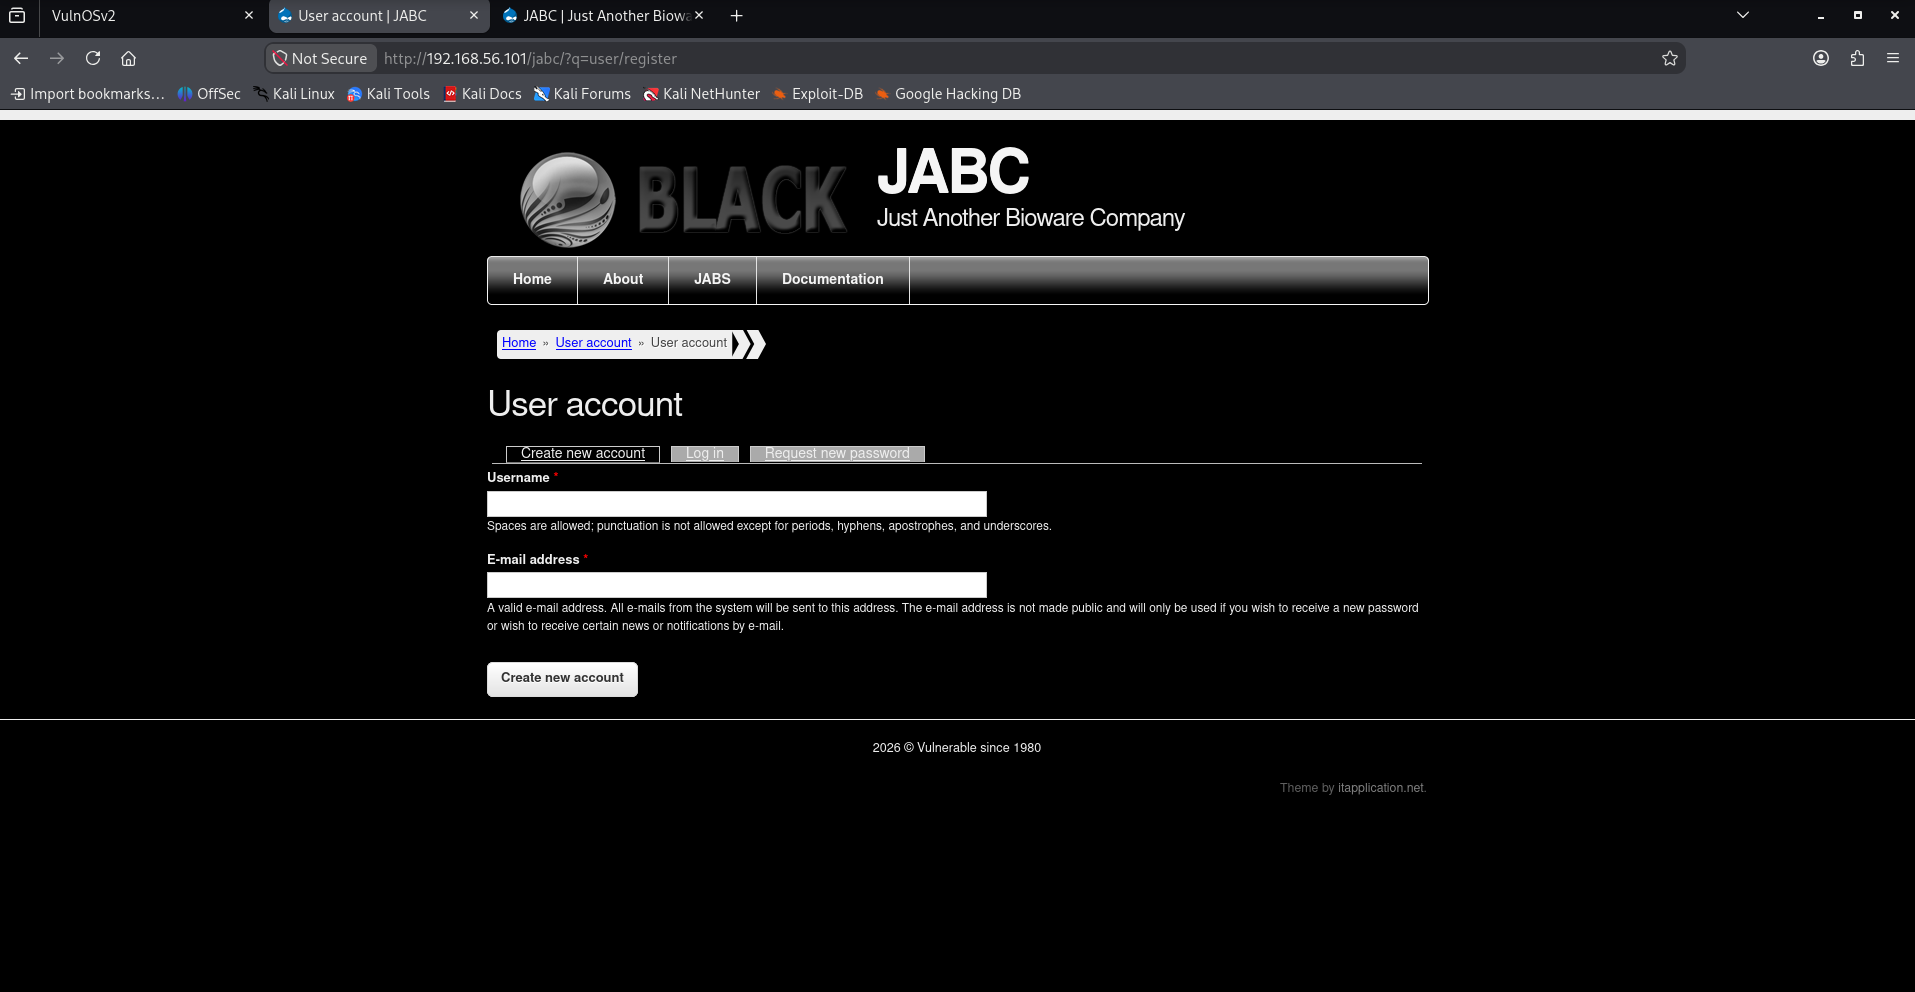 VulnOSv2
User account | JABC
JABC | Just Another Biowa
Not Secure
http://192.168.56.101/jabc/?q=user/register
Import bookmarks... OffSec Kali Linux Kali Tools Kali Docs Kali Forums Kali NetHunter Exploit-DB Google Hacking DB
BLACK
JABC
Just Another Bioware Company
Home About JABS Documentation
Home » User account » User account
User account
Create new account Log in Request new password
Username *
Spaces are allowed; punctuation is not allowed except for periods, hyphens, apostrophes, and underscores.
E-mail address *
A valid e-mail address. All e-mails from the system will be sent to this address. The e-mail address is not made public and will only be used if you wish to receive a new password
or wish to receive certain news or notifications by e-mail.
Create new account
2026 © Vulnerable since 1980
Theme by itapplication.net.